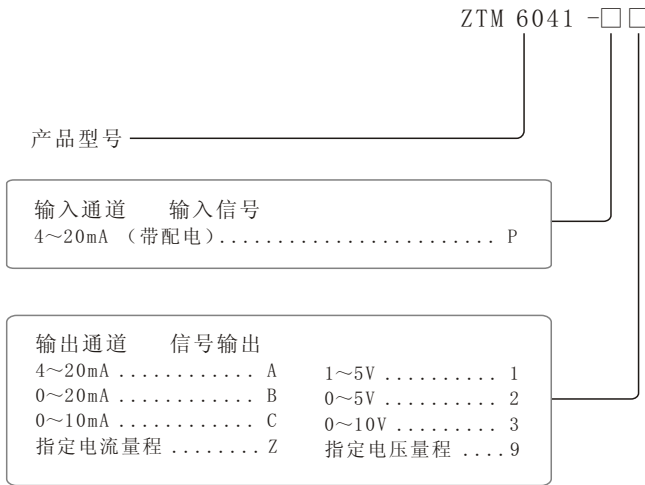 ZTM 6041 -□ □
产品型号
输入通道 输入信号
4～20mA （带配电）........................ P
输出通道 信号输出
4～20mA ............ A
0～20mA ............ B
0～10mA ............ C
指定电流量程 ........ Z
1～5V .......... 1
0～5V .......... 2
0～10V .......... 3
指定电压量程 ....9